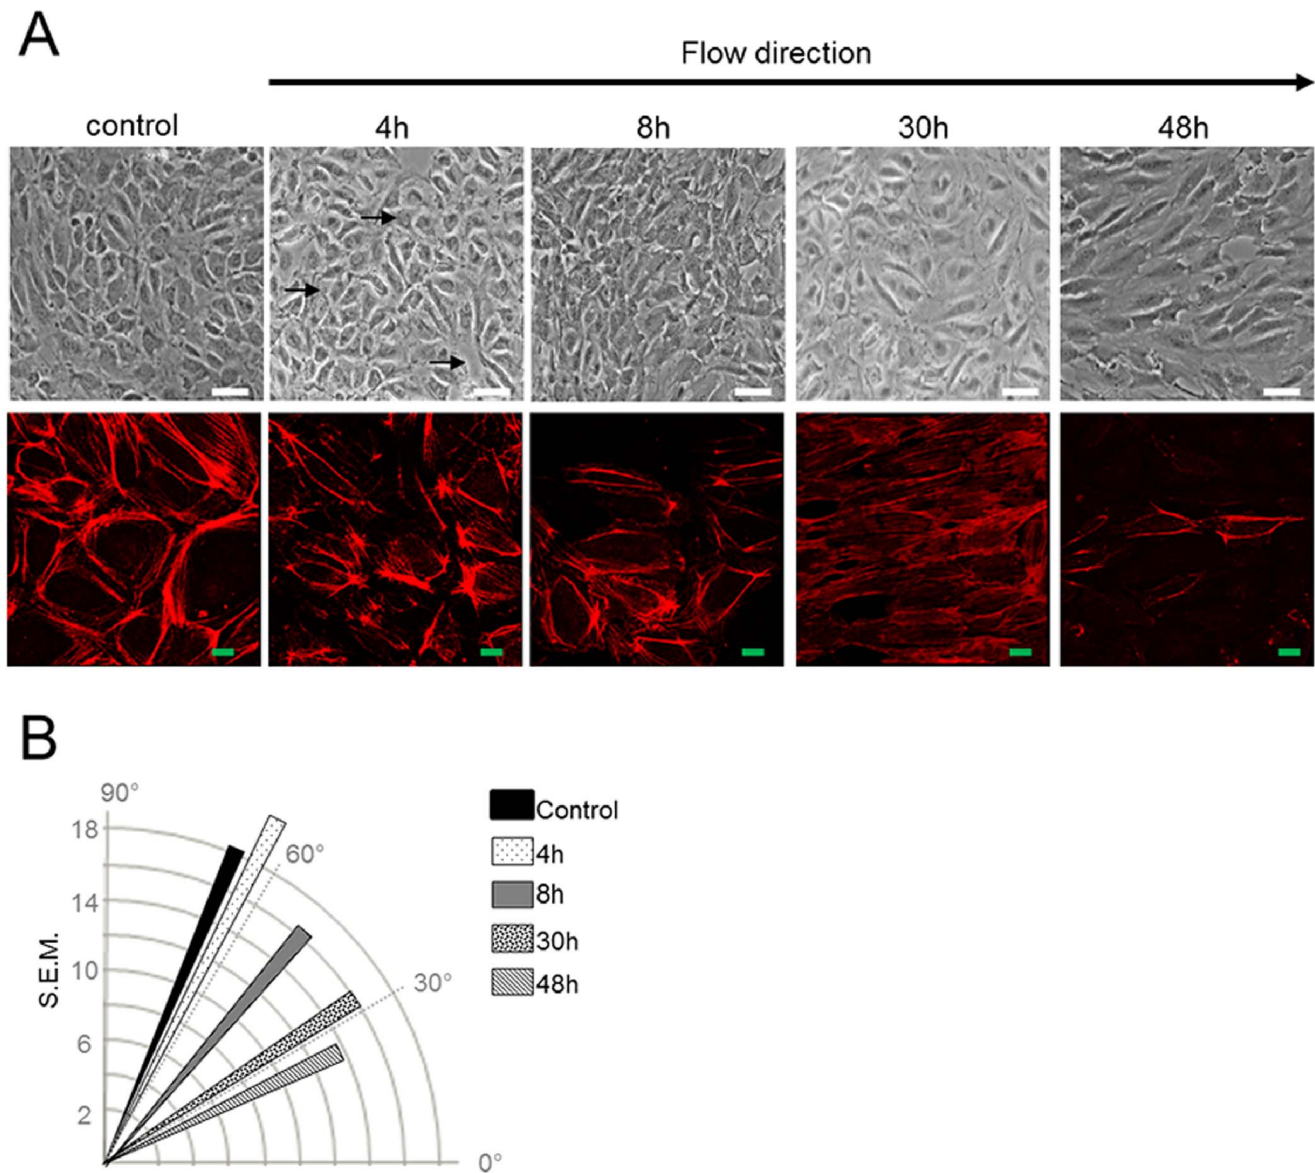 A
Flow direction
control 4h 8h 30h 48h
B
90°
18
60°
Control
4h
14
8h
S.E.M.
10
30h
30°
48h
6
2
0°